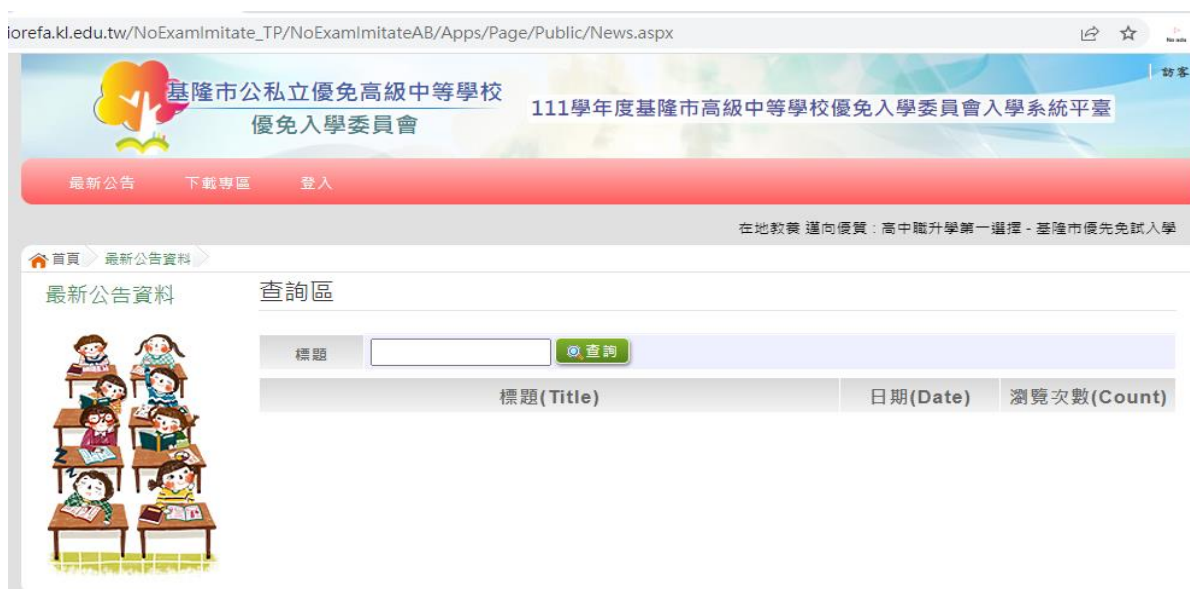 iorefa.kl.edu.tw/NoExamImitate_TP/NoExamImitateAB/Apps/Page/Public/News.aspx
訪客
基隆市公私立優免高級中等學校
優免入學委員會
111學年度基隆市高級中等學校優免入學委員會入學系統平臺
最新公告 下載專區 登入
在地教養 邁向優質:高中職升學第一選擇 - 基隆市優先免試入學
首頁 最新公告資料
最新公告資料
查詢區
標題 查詢
標題(Title) 日期(Date) 瀏覽次數(Count)